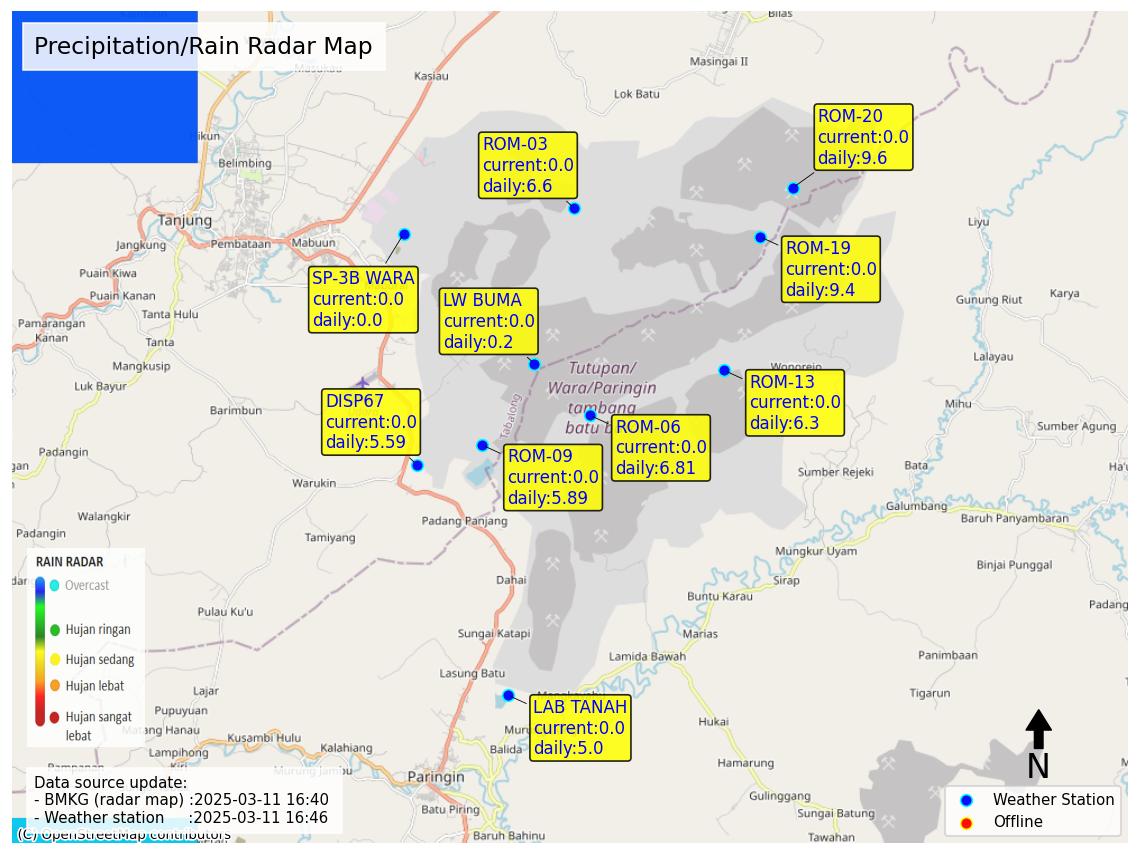 Precipitation/Rain Radar Map
Bilas
Masingai II
Kasiau
Lok Batu
Hikun
Belimbing
Tanjung
Jangkung
Pembataan
Mabuun
Puain Kiwa
Puain Kanan
Tanta Hulu
Pamarangan
Kanan
Tanta
Mangkusip
Luk Bayur
Barimbun
Warukin
Walangkir
Padangin
Tamiyang
Padang Panjang
Dahai
Pulau Ku'u
Sungai Katapi
Lasung Batu
Lajar
Pupuyuan
Matang Hanau
Kusambi Hulu
Lampihong
Kalahiang
Murung Jambu
Balida
Paringin
Batu Piring
Baruh Bahinu
Liyu
Gunung Riut
Karya
Lalayau
Wonorejo
Mihu
Sumber Agung
Bata
Sumber Rejeki
Galumbang
Baruh Panyambaran
Mungkur Uyam
Binjai Punggal
Sirap
Buntu Karau
Marias
Lamida Bawah
Panimbaan
Tigarun
Hukai
Hamarung
Gulinggang
Sungai Batung
Tawahan
Tabalong
Tutupan/
Wara/Paringin
tambang
batu
ROM-03
current:0.0
daily:6.6
ROM-20
current:0.0
daily:9.6
ROM-19
current:0.0
daily:9.4
SP-3B WARA
current:0.0
daily:0.0
LW BUMA
current:0.0
daily:0.2
ROM-13
current:0.0
daily:6.3
DISP67
current:0.0
daily:5.59
ROM-06
current:0.0
daily:6.81
ROM-09
current:0.0
daily:5.89
LAB TANAH
current:0.0
daily:5.0
RAIN RADAR
Overcast
Hujan ringan
Hujan sedang
Hujan lebat
Hujan sangat
lebat
Data source update:
- BMKG (radar map) :2025-03-11 16:40
- Weather station :2025-03-11 16:46
(C) OpenStreetMap contributors
N
Weather Station
Offline